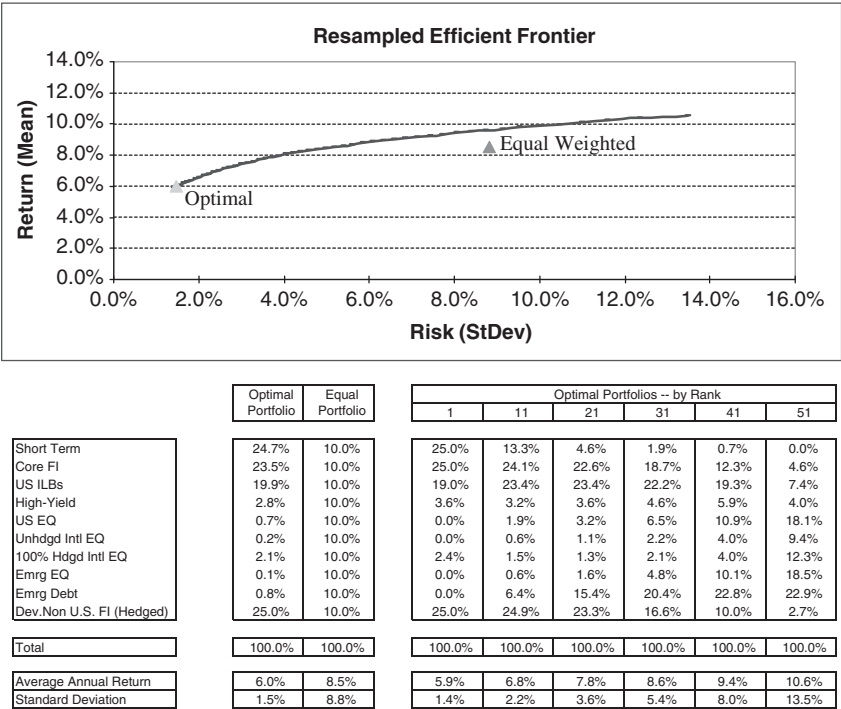 Resampled Efficient Frontier
14.0%
12.0%
10.0%
8.0%
6.0%
4.0%
2.0%
0.0%
Return (Mean)
Equal Weighted
Optimal
0.0% 2.0% 4.0% 6.0% 8.0% 10.0% 12.0% 14.0% 16.0%
Risk (StDev)
Optimal Equal Optimal Portfolios -- by Rank
Portfolio Portfolio 1 11 21 31 41 51
Short Term 24.7% 10.0% 25.0% 13.3% 4.6% 1.9% 0.7% 0.0%
Core FI 23.5% 10.0% 25.0% 24.1% 22.6% 18.7% 12.3% 4.6%
US ILBs 19.9% 10.0% 19.0% 23.4% 23.4% 22.2% 19.3% 7.4%
High-Yield 2.8% 10.0% 3.6% 3.2% 3.6% 4.6% 5.9% 4.0%
US EQ 0.7% 10.0% 0.0% 1.9% 3.2% 6.5% 10.9% 18.1%
Unhdgd Intl EQ 0.2% 10.0% 0.0% 0.6% 1.1% 2.2% 4.0% 9.4%
100% Hdgd Intl EQ 2.1% 10.0% 2.4% 1.5% 1.3% 2.1% 4.0% 12.3%
Emrg EQ 0.1% 10.0% 0.0% 0.6% 1.6% 4.8% 10.1% 18.5%
Emrg Debt 0.8% 10.0% 0.0% 6.4% 15.4% 20.4% 22.8% 22.9%
Dev.Non U.S. FI (Hedged) 25.0% 10.0% 25.0% 24.9% 23.3% 16.6% 10.0% 2.7%
Total 100.0% 100.0% 100.0% 100.0% 100.0% 100.0% 100.0% 100.0%
Average Annual Return 6.0% 8.5% 5.9% 6.8% 7.8% 8.6% 9.4% 10.6%
Standard Deviation 1.5% 8.8% 1.4% 2.2% 3.6% 5.4% 8.0% 13.5%